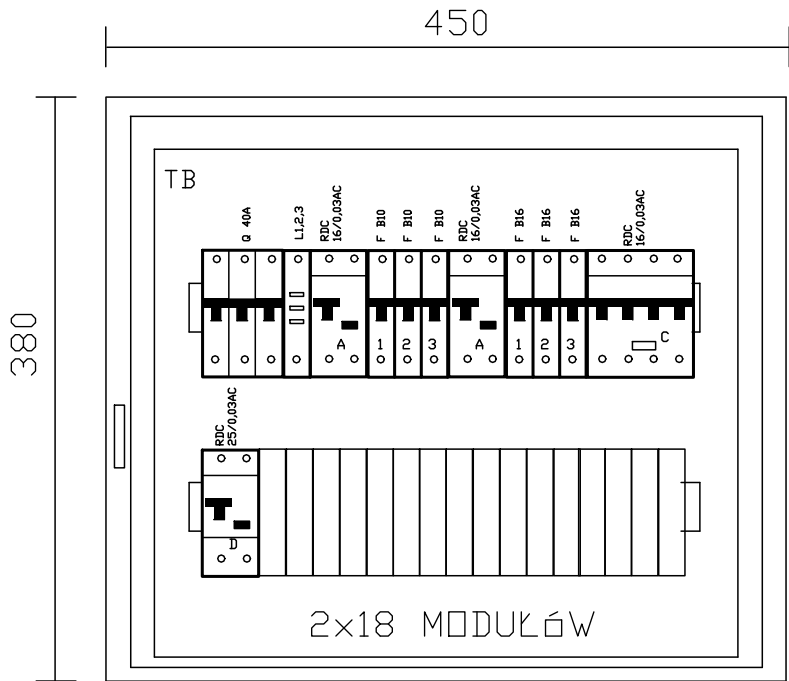 450
380
TB
Q 40A
L1,2,3
RDC
16/0,03AC
F B10
F B10
F B10
RDC
16/0,03AC
F B16
F B16
F B16
RDC
16/0,03AC
A
1
2
3
A
1
2
3
C
RDC
25/0,03AC
D
2x18 MODUŁÓW